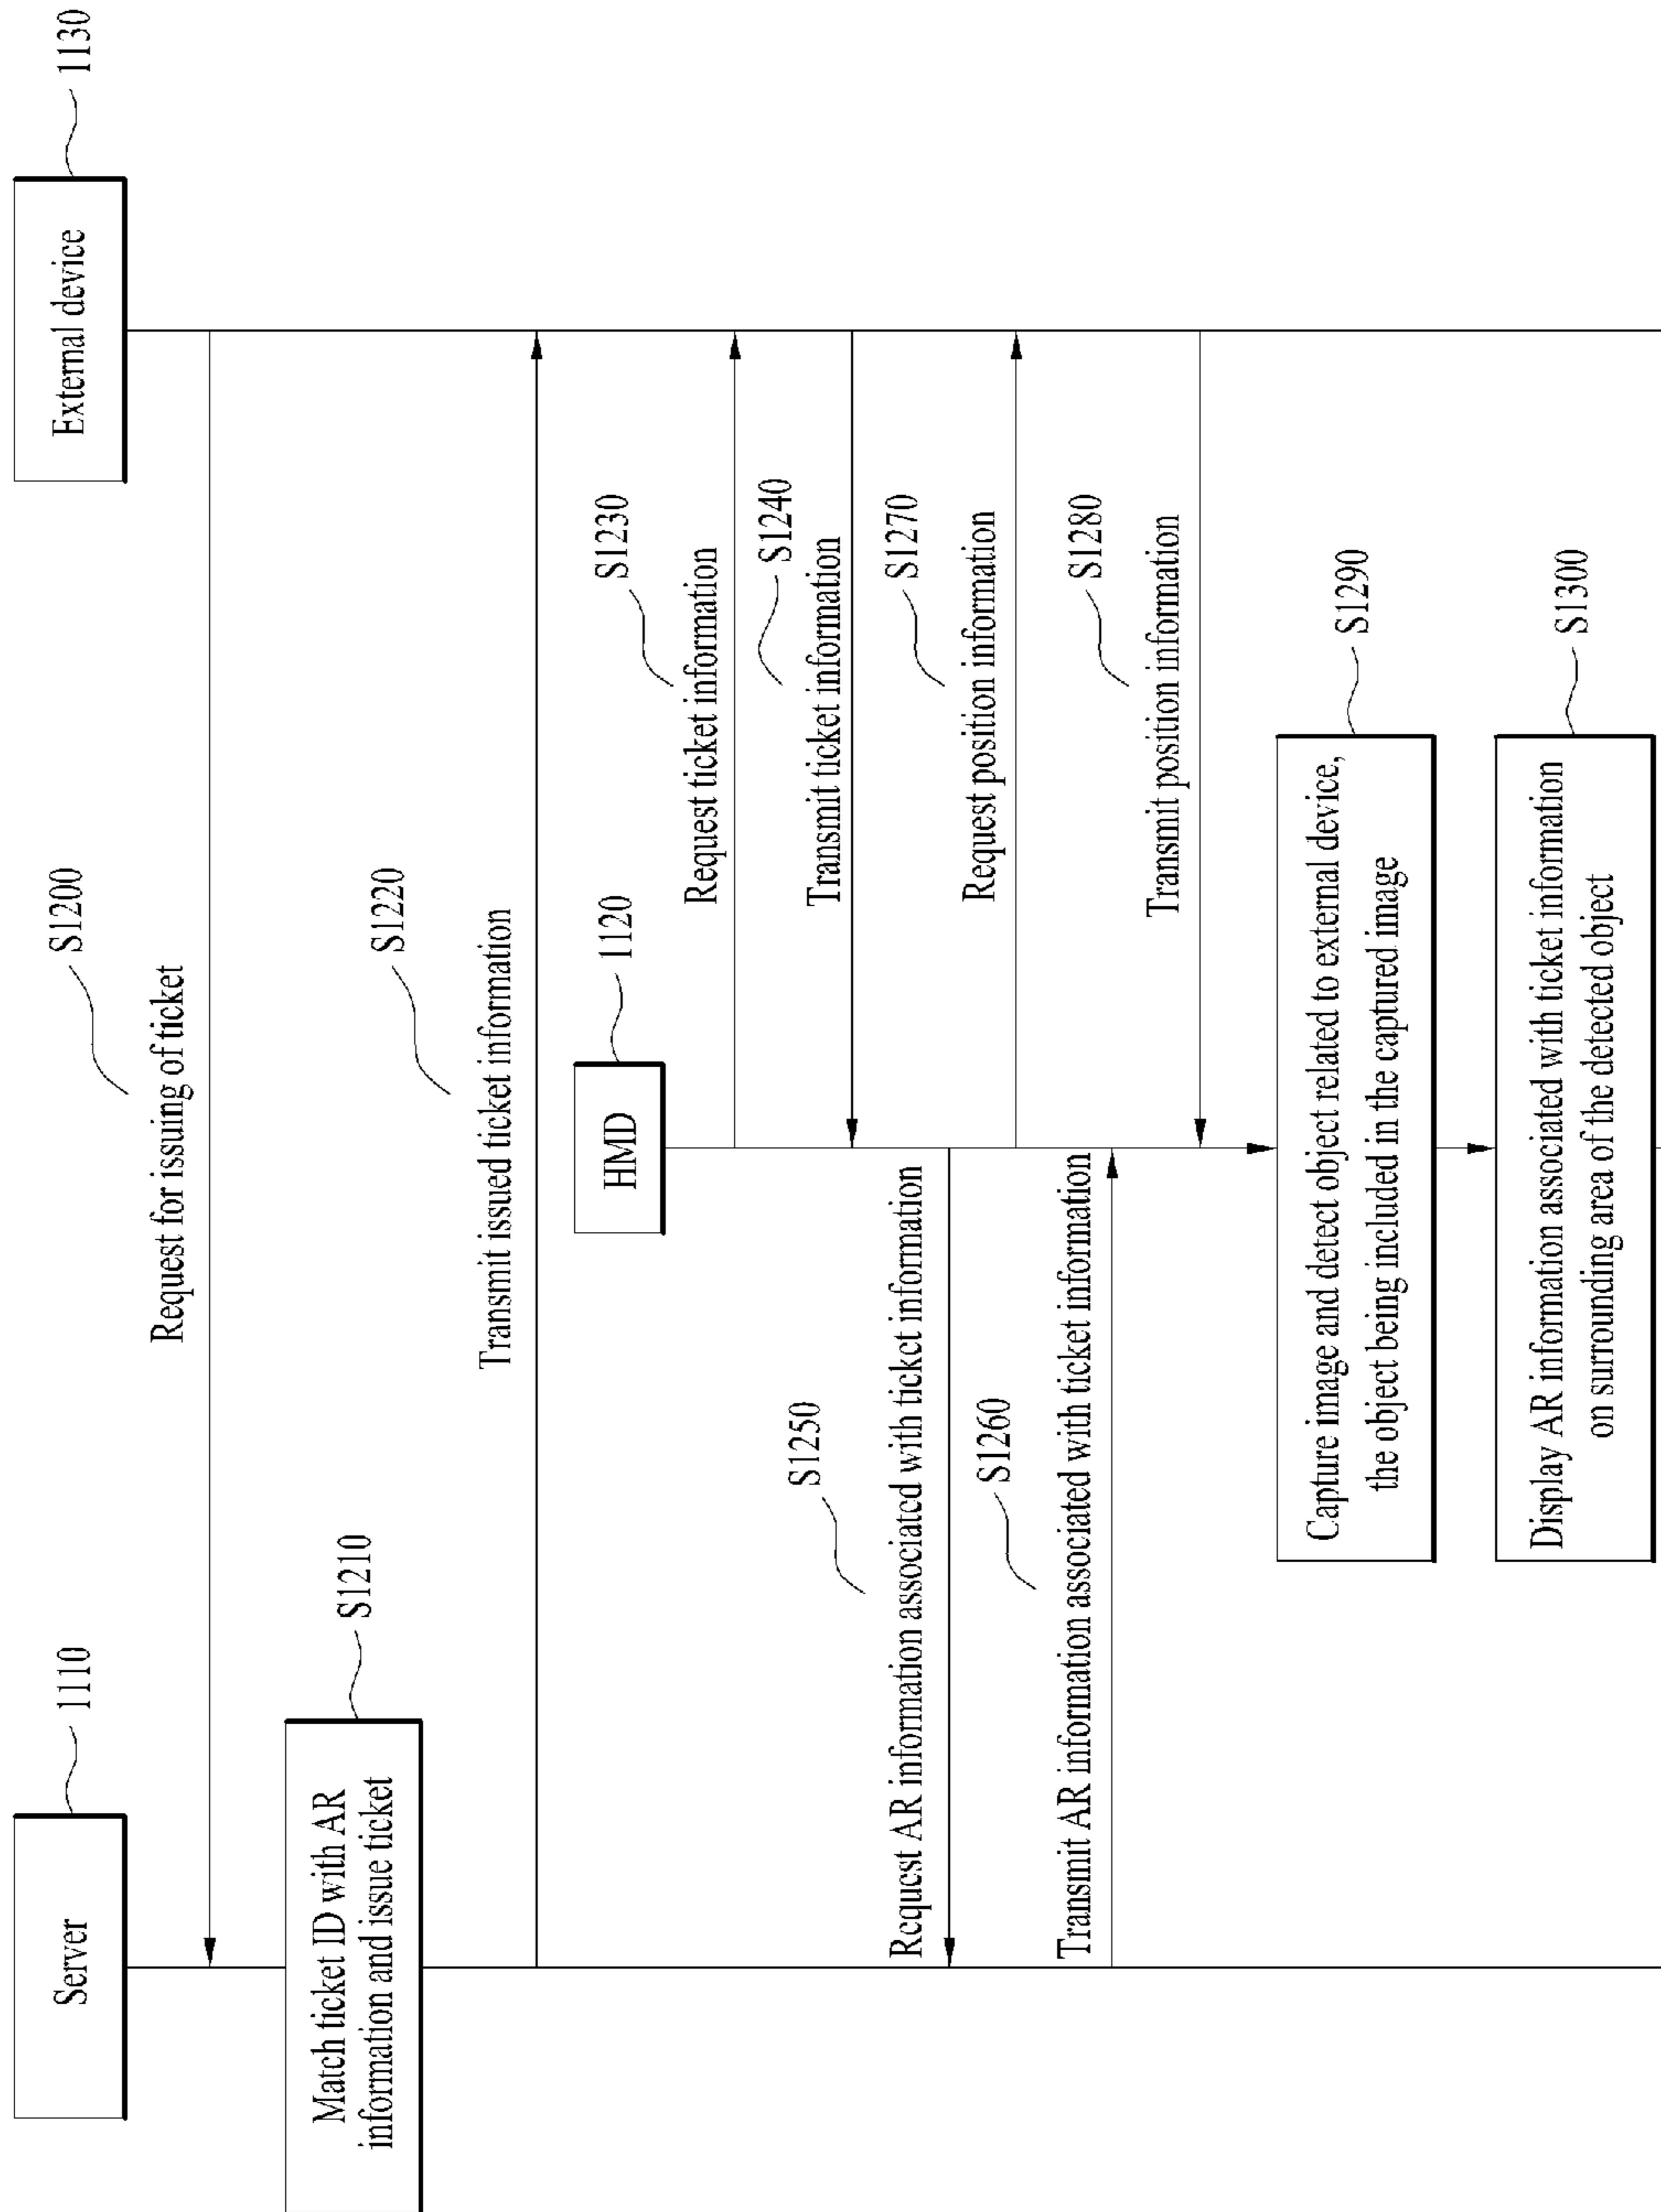 Server
1110
External device
1130
S1200
Request for issuing of ticket
Match ticket ID with AR
information and issue ticket
S1210
S1220
Transmit issued ticket information
HMD
1120
S1230
Request ticket information
S1240
Transmit ticket information
S1250
Request AR information associated with ticket information
S1270
Request position information
S1260
Transmit AR information associated with ticket information
S1280
Transmit position information
Capture image and detect object related to external device,
the object being included in the captured image
S1290
Display AR information associated with ticket information
on surrounding area of the detected object
S1300